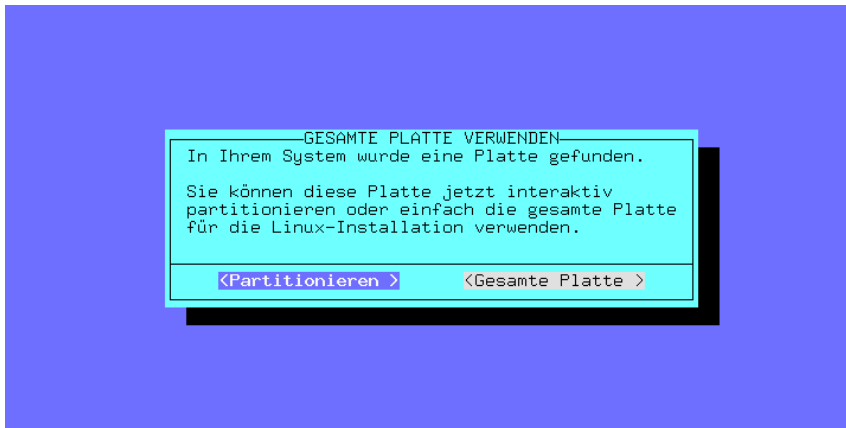 GESAMTE PLATTE VERWENDEN
In Ihrem System wurde eine Platte gefunden.
Sie können diese Platte jetzt interaktiv
partitionieren oder einfach die gesamte Platte
für die Linux-Installation verwenden.
<Partitionieren > <Gesamte Platte >